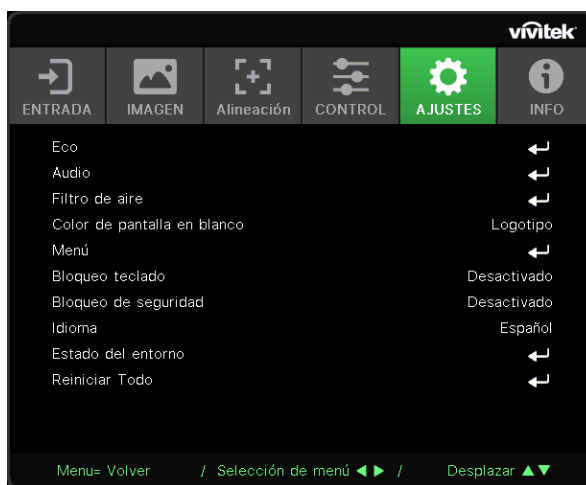 vivitek
ENTRADA IMAGEN Alineación CONTROL AJUSTES INFO
Eco
Audio
Filtro de aire
Color de pantalla en blanco Logotipo
Menú
Bloqueo teclado Desactivado
Bloqueo de seguridad Desactivado
Idioma Español
Estado del entorno
Reiniciar Todo
Menu= Volver / Selección de menú ◀ ▶ / Desplazar ▲▼